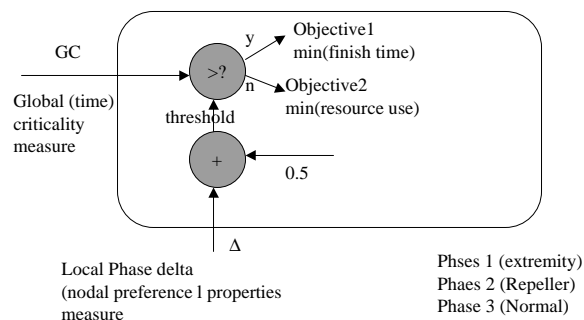 GC
Global (time)
criticality
measure
>?
y
n
Objective1
min(finish time)
Objective2
min(resource use)
threshold
+
0.5
Δ
Local Phase delta
(nodal preference l properties
measure
Phses 1 (extremity)
Phaes 2 (Repeller)
Phase 3 (Normal)